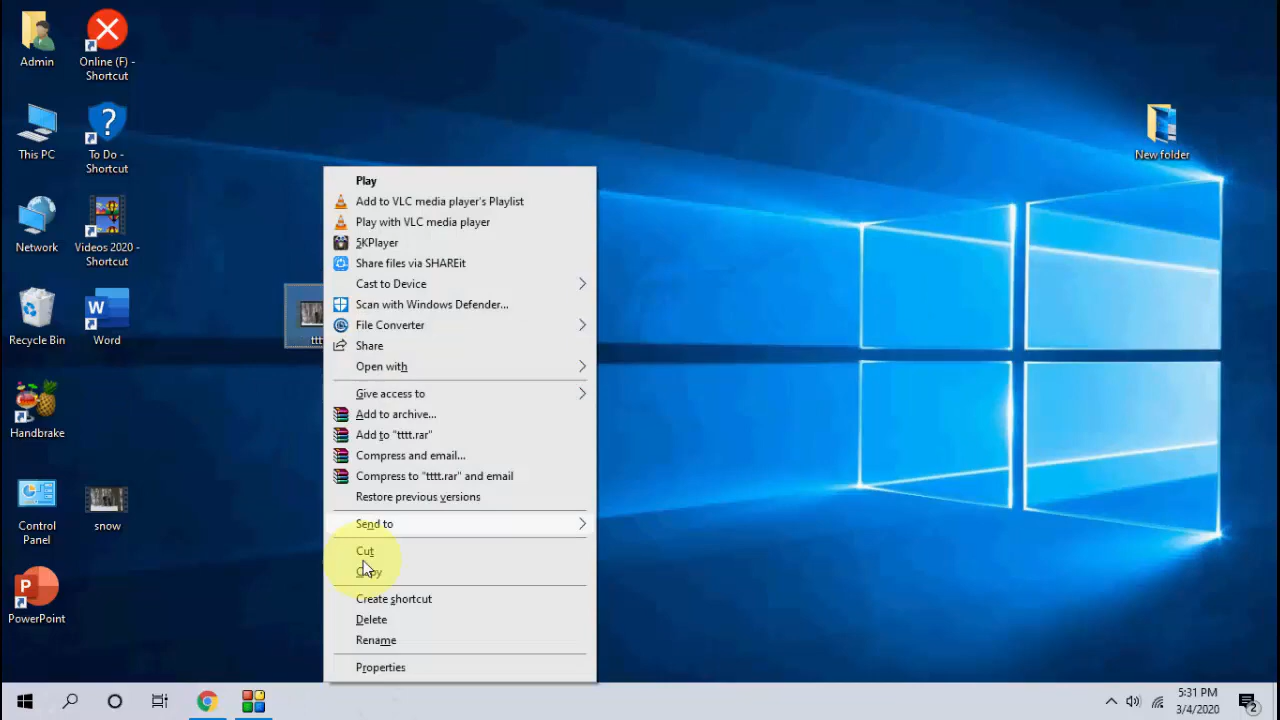 Admin
Online (F) -
Shortcut
This PC
To Do -
Shortcut
Network
Videos 2020 -
Shortcut
Recycle Bin
Word
Handbrake
Control
Panel
snow
PowerPoint
New folder
tttt
Play
Add to VLC media player's Playlist
Play with VLC media player
5KPlayer
Share files via SHAREit
Cast to Device
Scan with Windows Defender...
File Converter
Share
Open with
Give access to
Add to archive...
Add to "tttt.rar"
Compress and email...
Compress to "tttt.rar" and email
Restore previous versions
Send to
Cut
Copy
Create shortcut
Delete
Rename
Properties
5:31 PM
3/4/2020
2